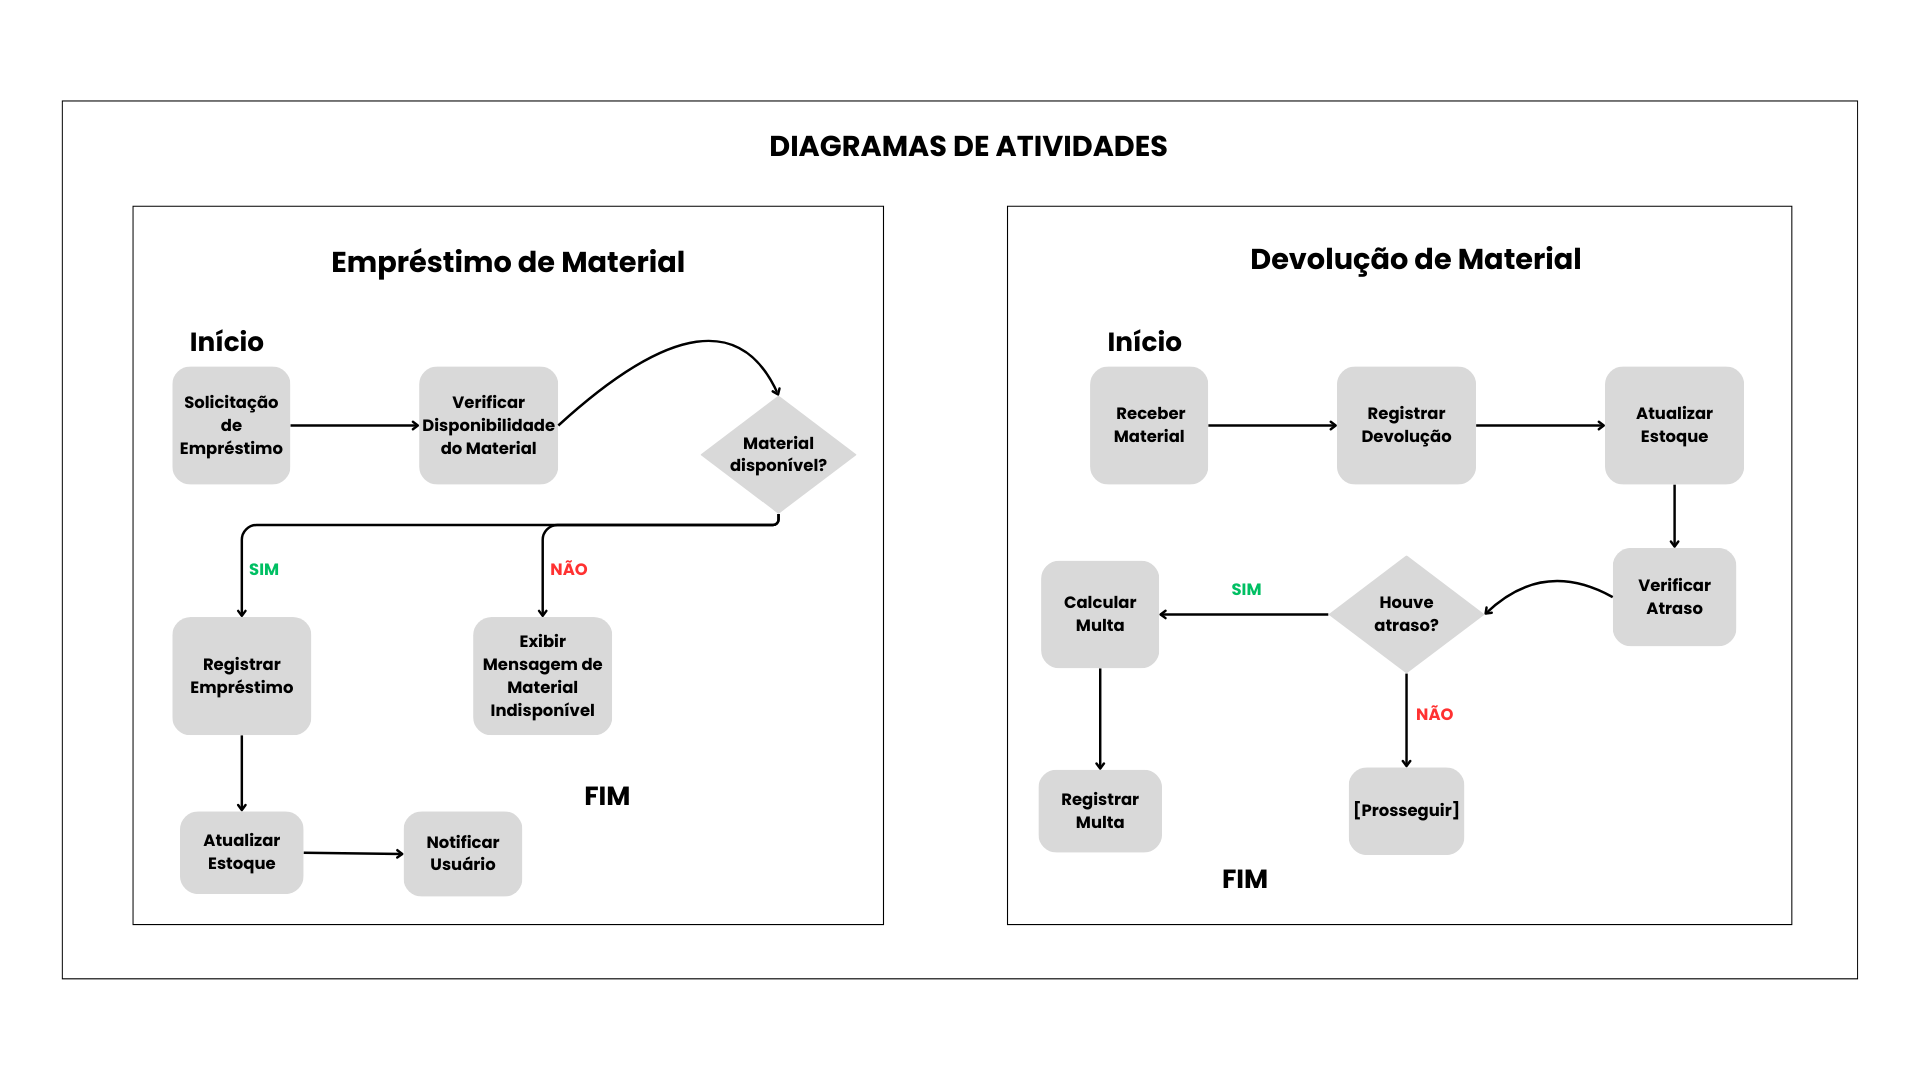 DIAGRAMAS DE ATIVIDADES
Empréstimo de Material
Início
Solicitação
de
Empréstimo
Verificar
Disponibilidade
do Material
Material
disponível?
SIM
NÃO
Registrar
Empréstimo
Exibir
Mensagem de
Material
Indisponível
FIM
Atualizar
Estoque
Notificar
Usuário
Devolução de Material
Início
Receber
Material
Registrar
Devolução
Atualizar
Estoque
Verificar
Atraso
Houve
atraso?
SIM
Calcular
Multa
NÃO
Registrar
Multa
[Prosseguir]
FIM